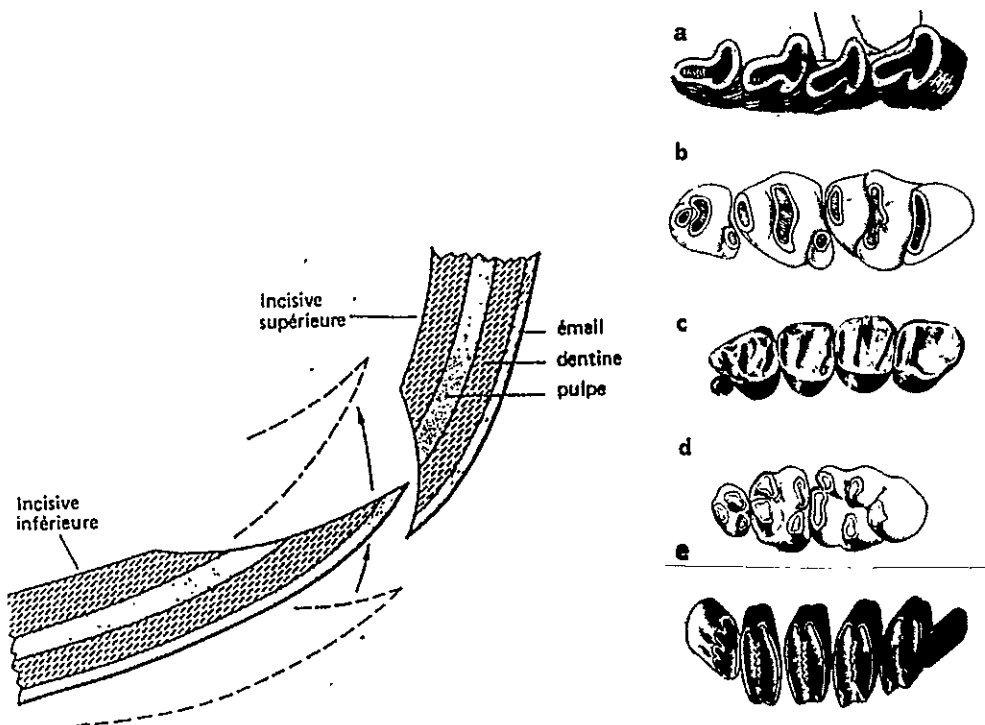 Incisive
supérieure
émail
dentine
pulpe
Incisive
inférieure
a
b
c
d
e